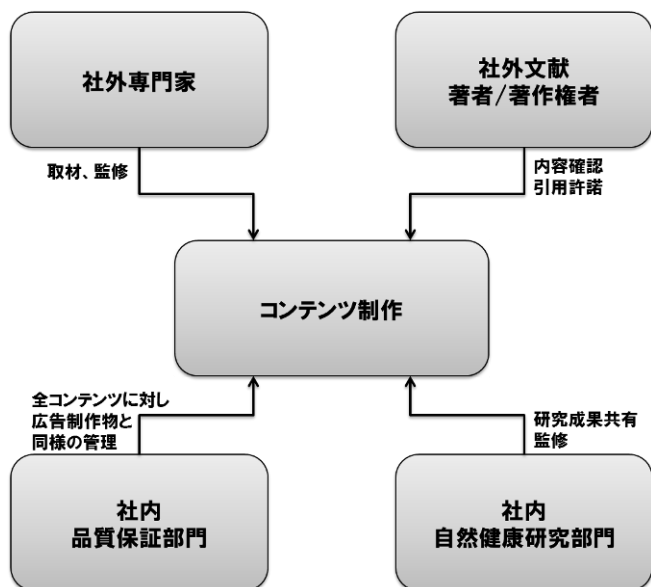 社外専門家
社外文献
著者/著作権者
取材、監修
内容確認
引用許諾
コンテンツ制作
全コンテンツに対し
広告制作物と
同様の管理
研究成果共有
監修
社内
品質保証部門
社内
自然健康研究部門